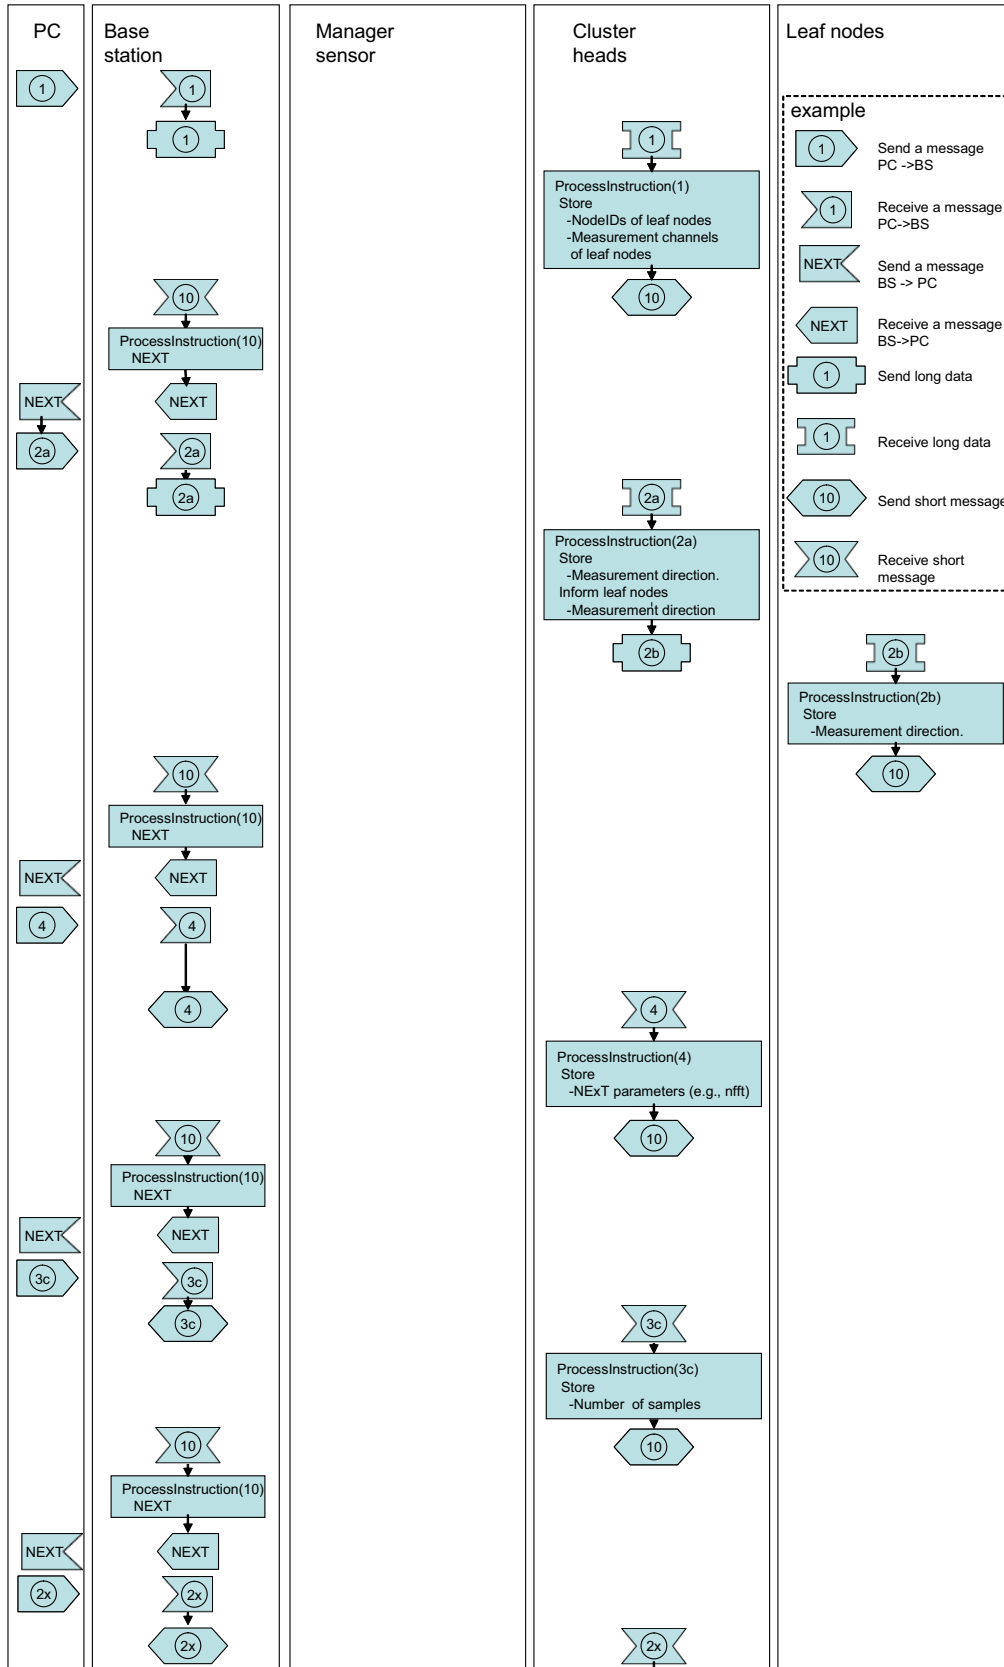 PC
Base
station
Manager
sensor
Cluster
heads
Leaf nodes
example
1
Send a message
PC ->BS
1
Receive a message
PC->BS
NEXT
Send a message
BS -> PC
NEXT
Receive a message
BS->PC
1
Send long data
1
Receive long data
10
Send short message
10
Receive short
message
1
1
1
1
ProcessInstruction(1)
Store
-NodeIDs of leaf nodes
-Measurement channels
of leaf nodes
10
10
ProcessInstruction(10)
NEXT
NEXT
NEXT
2a
2a
2a
2a
ProcessInstruction(2a)
Store
-Measurement direction.
Inform leaf nodes
-Measurement direction
2b
2b
ProcessInstruction(2b)
Store
-Measurement direction.
10
10
ProcessInstruction(10)
NEXT
NEXT
NEXT
4
4
4
4
ProcessInstruction(4)
Store
-NExT parameters (e.g., nfft)
10
10
ProcessInstruction(10)
NEXT
NEXT
NEXT
3c
3c
3c
3c
ProcessInstruction(3c)
Store
-Number of samples
10
10
ProcessInstruction(10)
NEXT
NEXT
NEXT
2x
2x
2x
2x